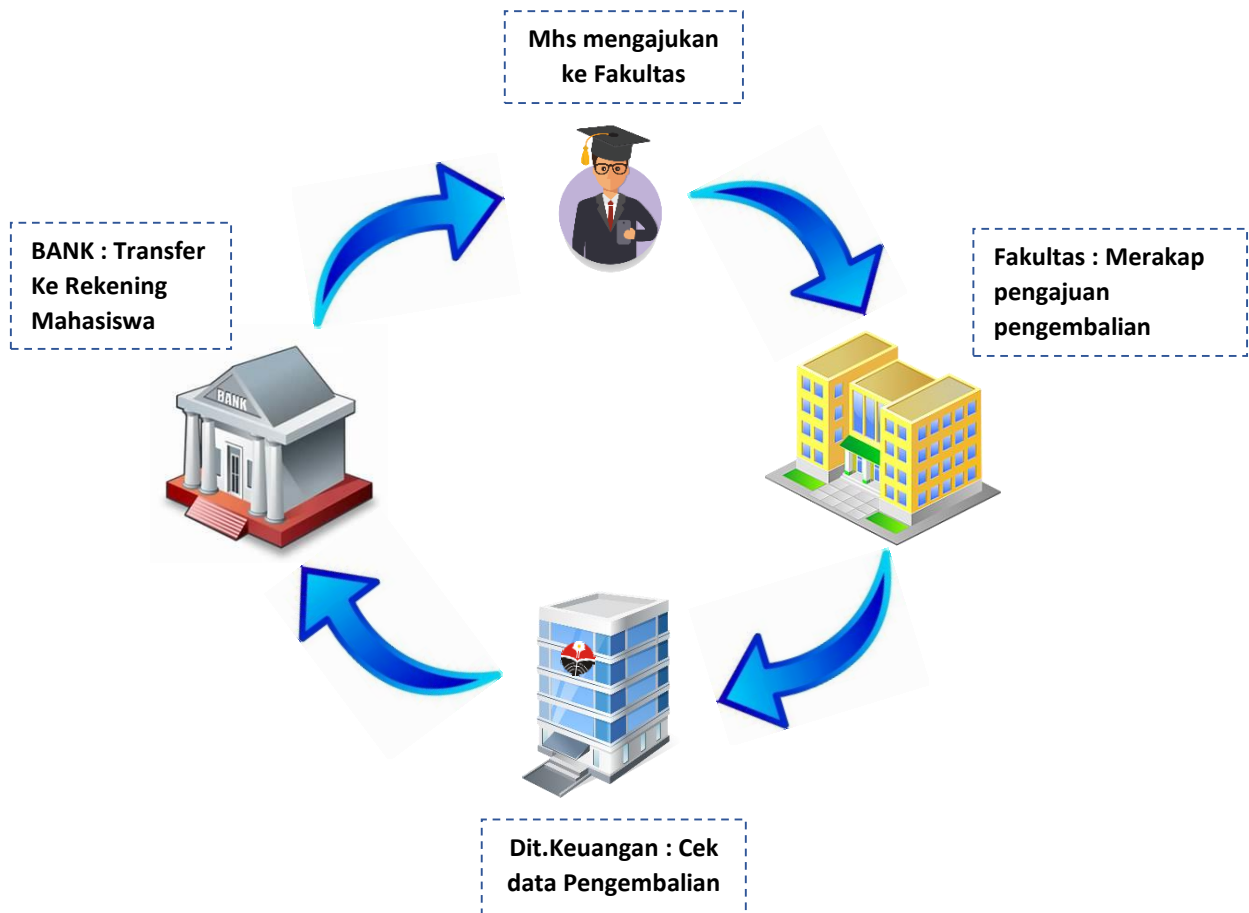 Mhs mengajukan
ke Fakultas
Fakultas : Merakap
pengajuan
pengembalian
Dit.Keuangan : Cek
data Pengembalian
BANK : Transfer
Ke Rekening
Mahasiswa
BANK